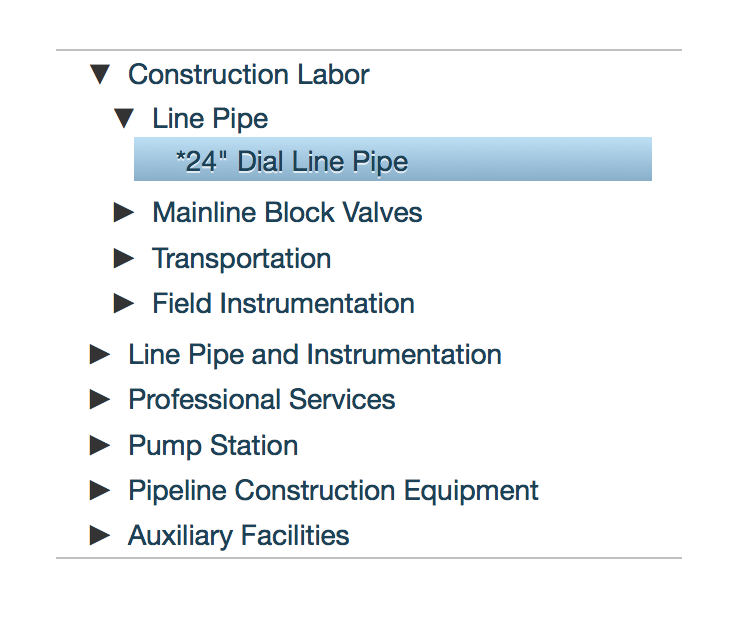 Construction Labor
Line Pipe
*24" Dial Line Pipe
Mainline Block Valves
Transportation
Field Instrumentation
Line Pipe and Instrumentation
Professional Services
Pump Station
Pipeline Construction Equipment
Auxiliary Facilities